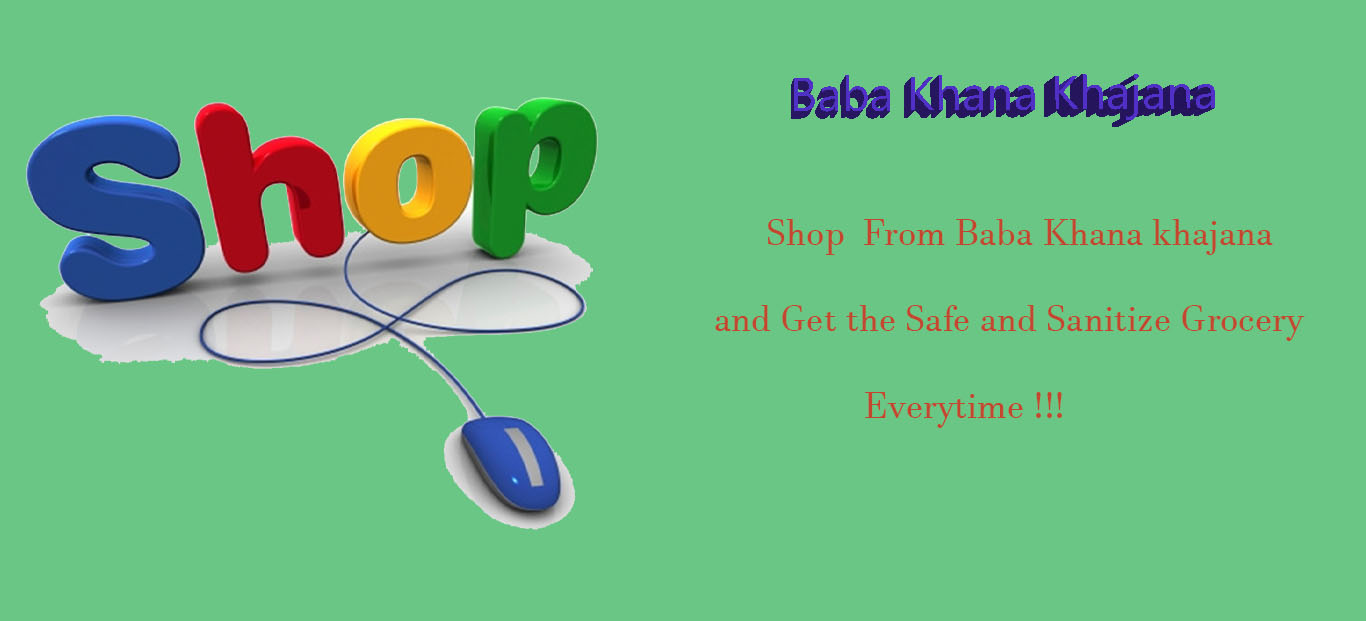 Shop
Baba Khana Khajana
Shop From Baba Khana khajana
and Get the Safe and Sanitize Grocery
Everytime !!!